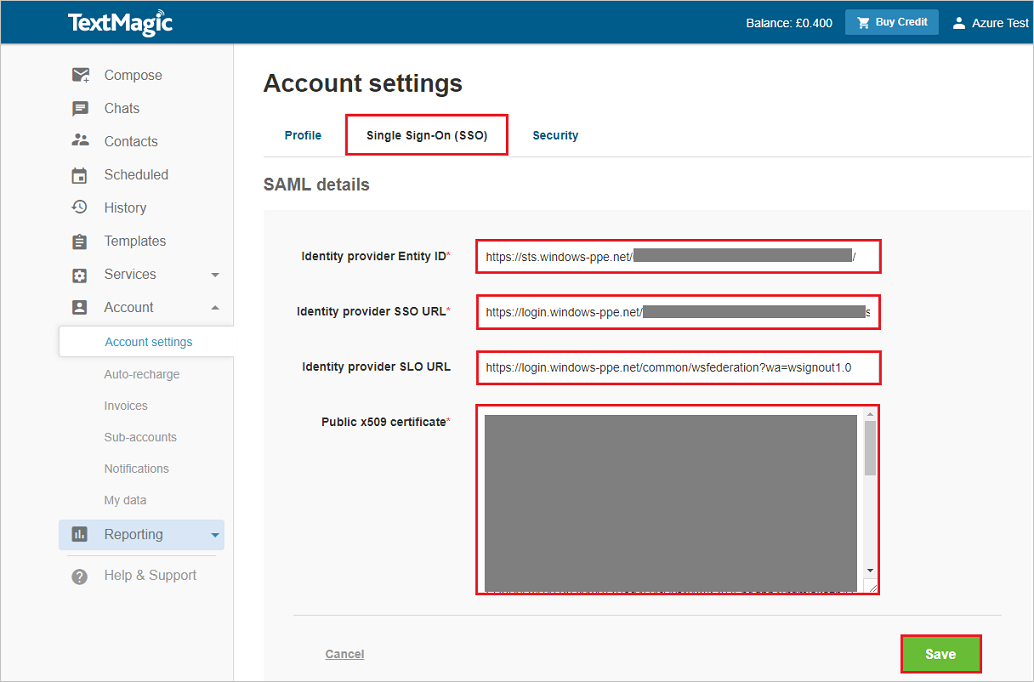 TextMagic
Balance: £0.400
Buy Credit
Azure Test
Compose
Chats
Contacts
Scheduled
History
Templates
Services
Account
Account settings
Auto-recharge
Invoices
Sub-accounts
Notifications
My data
Reporting
Help & Support
Account settings
Profile
Single Sign-On (SSO)
Security
SAML details
Identity provider Entity ID*
https://sts.windows-ppe.net/ /
Identity provider SSO URL*
https://login.windows-ppe.net/ s
Identity provider SLO URL
https://login.windows-ppe.net/common/wsfederation?wa=wsignout1.0
Public x509 certificate*
Cancel
Save